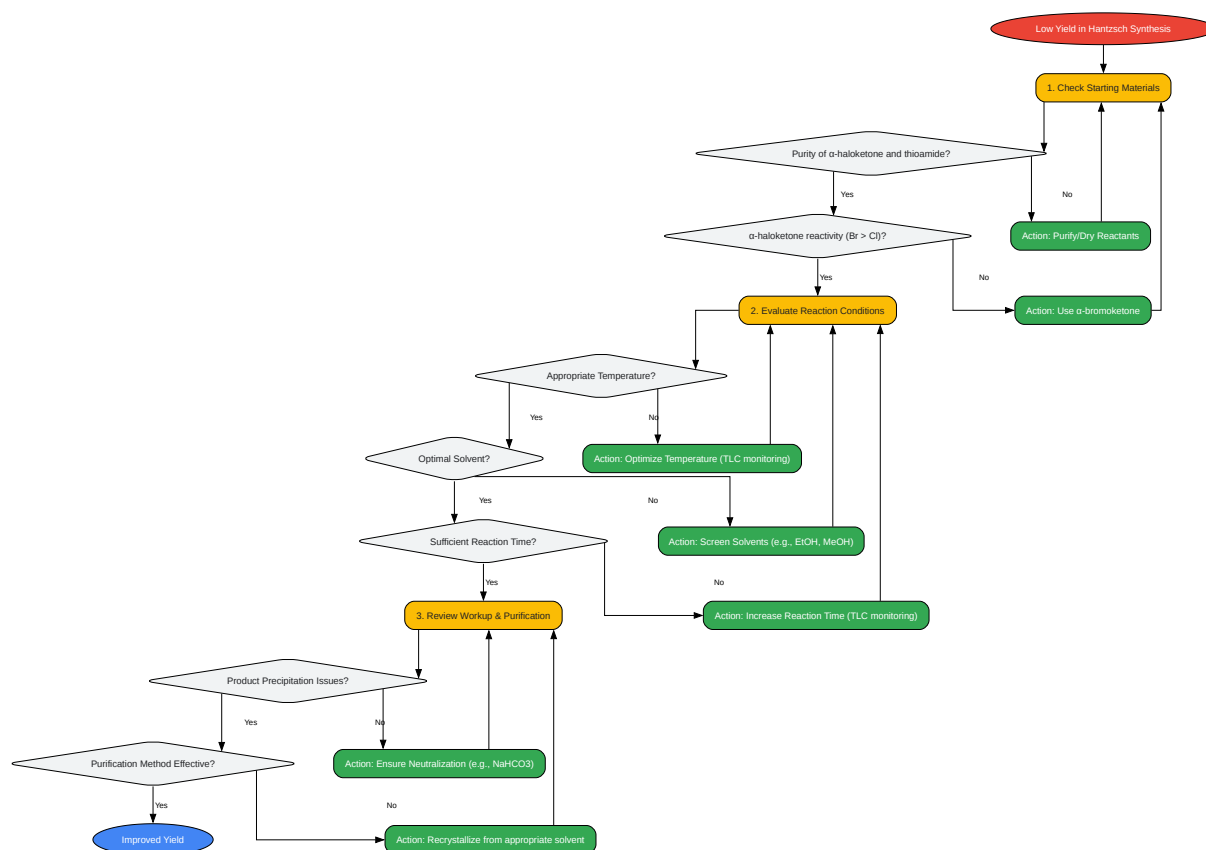 Low Yield in Hantzsch Synthesis
1. Check Starting Materials
Purity of α-haloketone and thioamide?
Yes
No
α-haloketone reactivity (Br > Cl)?
Action: Purify/Dry Reactants
Yes
No
2. Evaluate Reaction Conditions
Action: Use α-bromoketone
Appropriate Temperature?
Yes
No
Optimal Solvent?
Action: Optimize Temperature (TLC monitoring)
Yes
No
Sufficient Reaction Time?
Action: Screen Solvents (e.g., EtOH, MeOH)
Yes
No
3. Review Workup & Purification
Action: Increase Reaction Time (TLC monitoring)
Product Precipitation Issues?
Yes
No
Purification Method Effective?
Action: Ensure Neutralization (e.g., NaHCO3)
Yes
No
Improved Yield
Action: Recrystallize from appropriate solvent